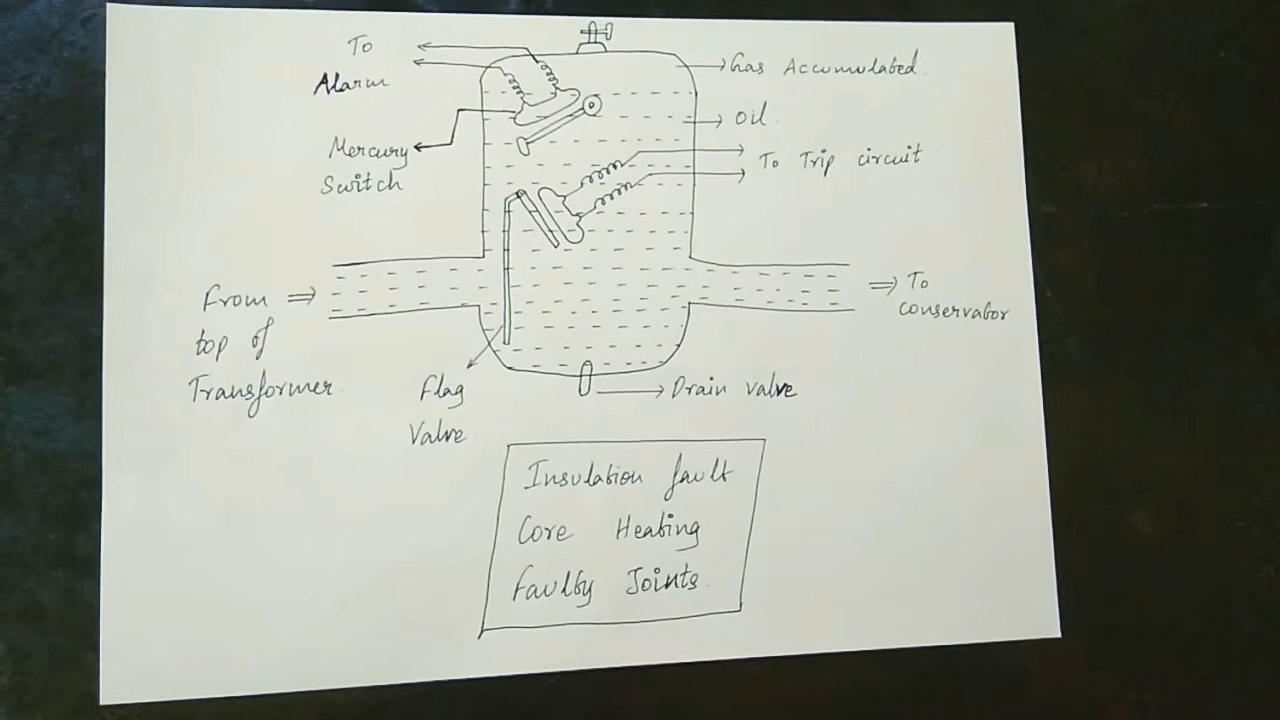 To
Alarm
Gas Accumulated
Oil
Mercury
Switch
To Trip circuit
From
top of
Transformer
To
conservator
Flag
Valve
Drain valve
Insulation fault
Core Heating
Faulty Joints